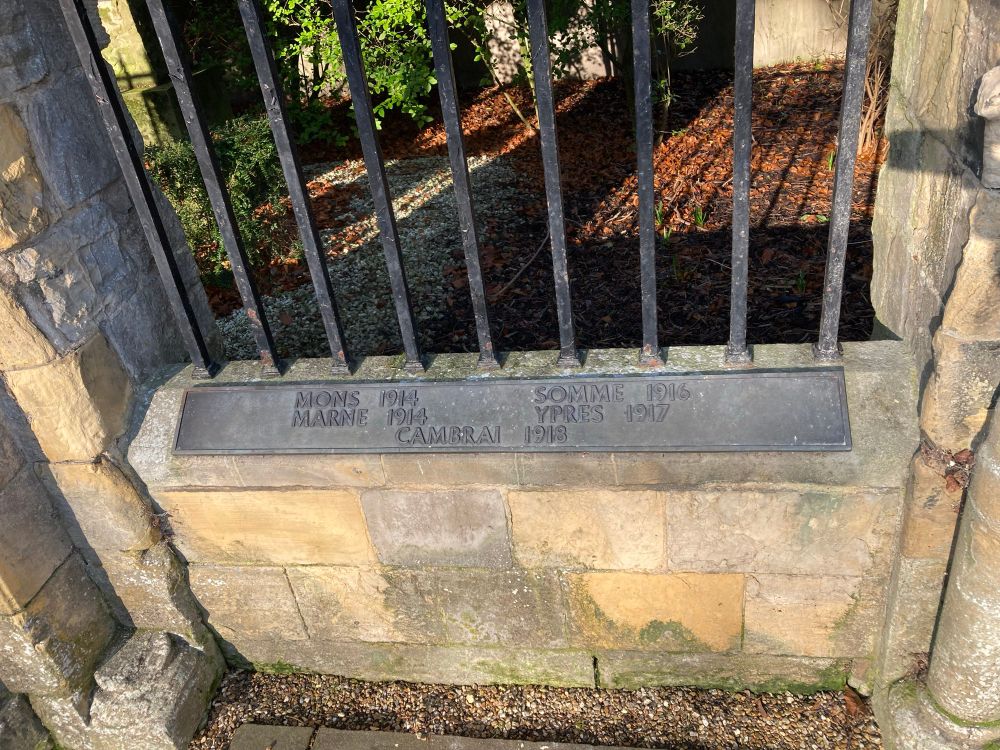 MONS 1914 SOMME 1916
MARNE 1914 YPRES 1917
CAMBRAI 1918